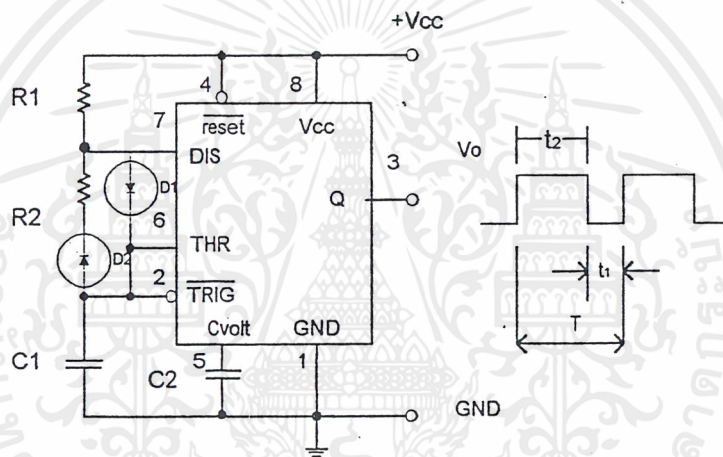 +Vcc
R1
4
8
7
reset
Vcc
DIS
3
Vo
t₂
D1
Q
R2
6
D2
THR
2
TRIG
t₁
T
C1
Cvolt
GND
C2
5
1
GND